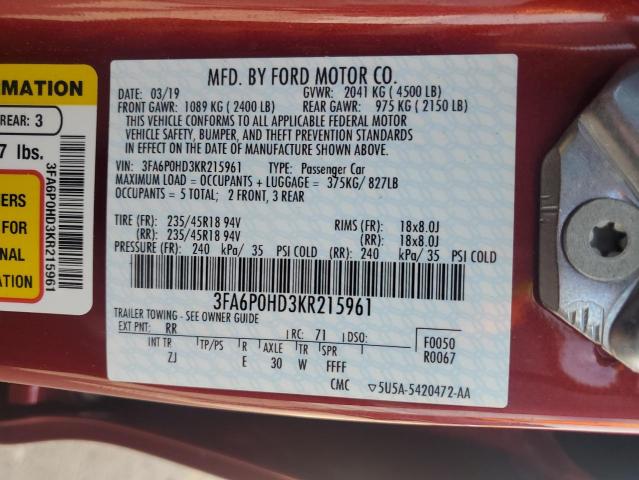 MFD. BY FORD MOTOR CO.
DATE: 03/19 GVWR: 2041 KG ( 4500 LB)
FRONT GAWR: 1089 KG ( 2400 LB) REAR GAWR: 975 KG ( 2150 LB)
THIS VEHICLE CONFORMS TO ALL APPLICABLE FEDERAL MOTOR
VEHICLE SAFETY, BUMPER, AND THEFT PREVENTION STANDARDS
IN EFFECT ON THE DATE OF MANUFACTURE SHOWN ABOVE.
VIN: 3FA6P0HD3KR215961 TYPE: Passenger Car
MAXIMUM LOAD = OCCUPANTS + LUGGAGE = 375KG/ 827LB
OCCUPANTS = 5 TOTAL; 2 FRONT, 3 REAR
TIRE (FR): 235/45R18 94V RIMS (FR): 18x8.0J
(RR): 235/45R18 94V (RR): 18x8.0J
PRESSURE (FR): 240 kPa/ 35 PSI COLD (RR): 240 kPa/ 35 PSI COLD
3FA6P0HD3KR215961
TRAILER TOWING - SEE OWNER GUIDE
EXT PNT: RR RC: 71 DSO: F0050
INT TR TP/PS R AXLE TR SPR R0067
ZJ E 30 W FFFF
CMC ▽5U5A-5420472-AA
RMATION
REAR: 3
7 lbs.
ERS
FOR
NAL
3FA6P0HD3KR215961